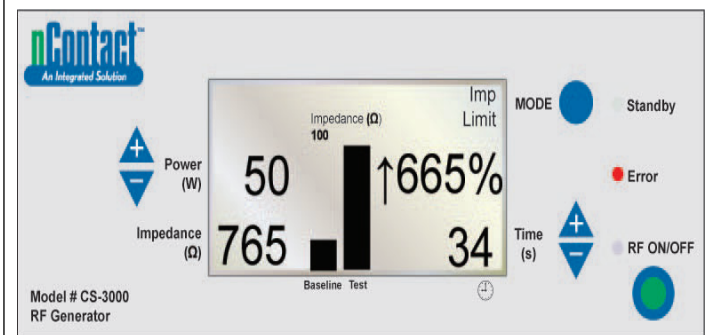 nContact™
An Integrated Solution
Imp
Limit
Impedance (Ω)
100
Power
(W)
50
↑665%
Impedance
(Ω)
765
34
Baseline Test
MODE
Standby
Error
Time
(s)
RF ON/OFF
Model # CS-3000
RF Generator